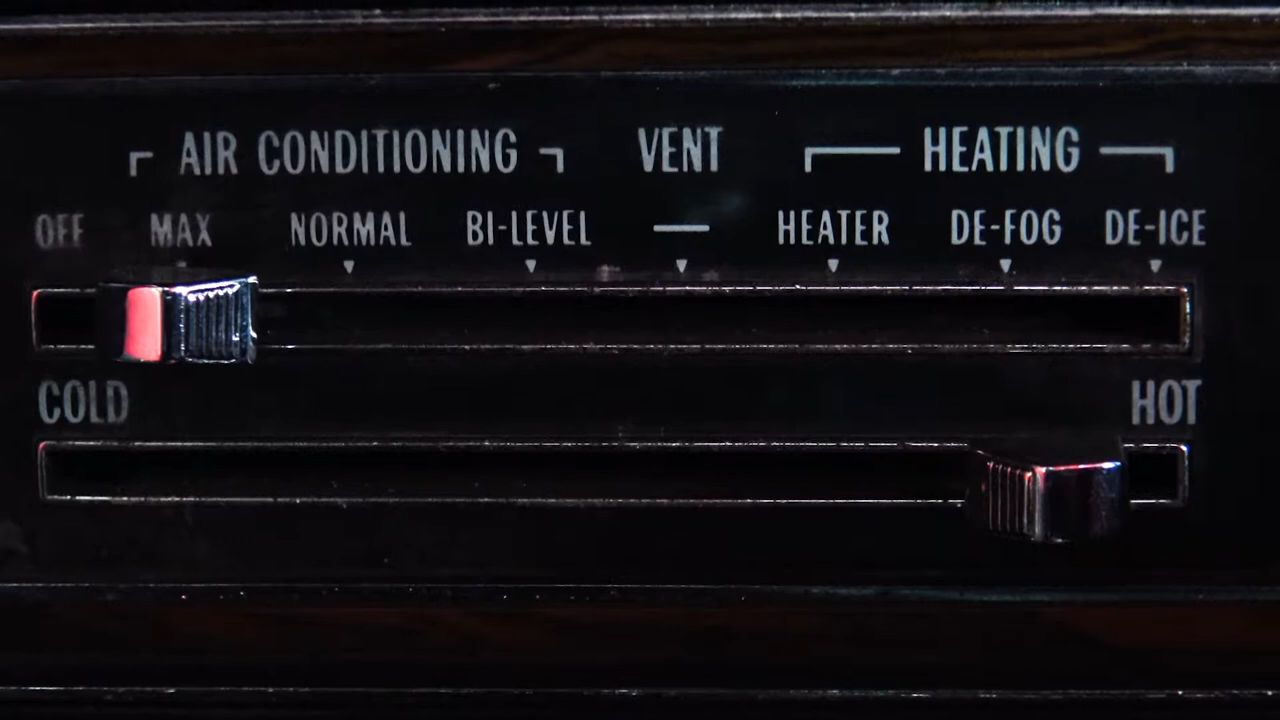 AIR CONDITIONING VENT HEATING
OFF MAX NORMAL BI-LEVEL — HEATER DE-FOG DE-ICE
COLD HOT